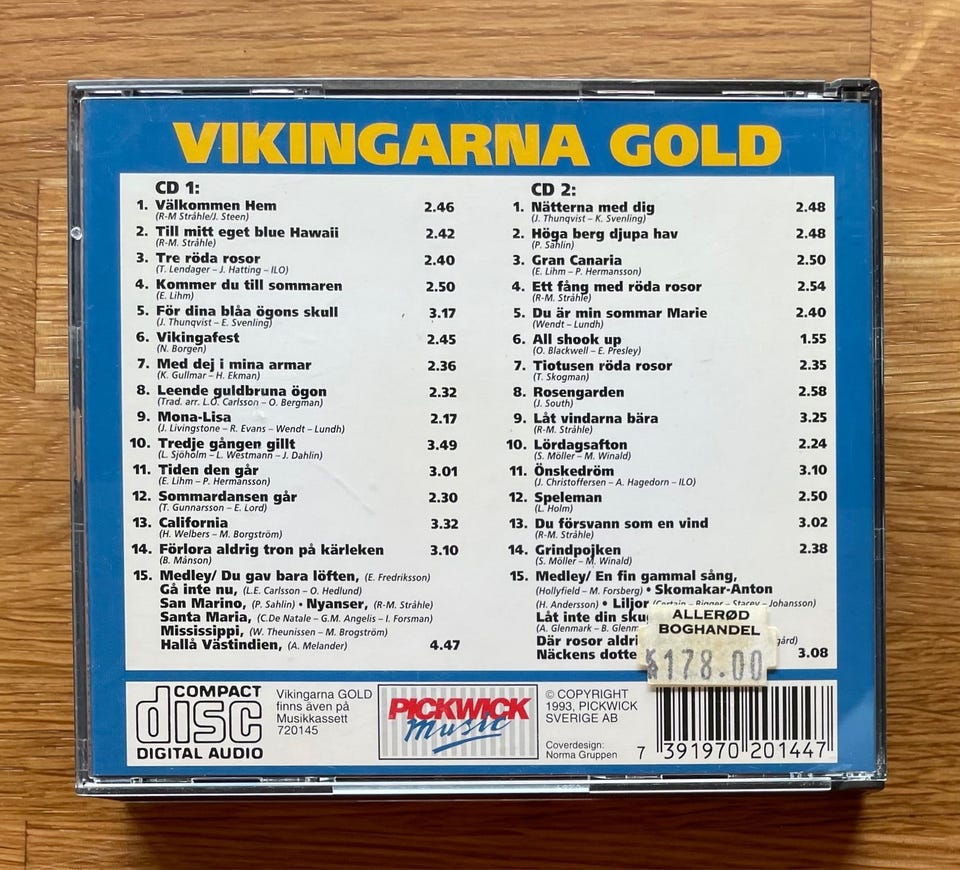 VIKINGARNA GOLD
CD 1:
1. Välkommen Hem 2.46
(R-M Stråhle/J. Steen)
2. Till mitt eget blue Hawaii 2.42
(R-M. Stråhle)
3. Tre röda rosor 2.40
(T. Lendager – J. Hatting – ILO)
4. Kommer du till sommaren 2.50
(E. Lihm)
5. För dina blåa ögons skull 3.17
(J. Thunqvist – E. Svenling)
6. Vikingafest 2.45
(N. Borgen)
7. Med dej i mina armar 2.36
(K. Gullmar – H. Ekman)
8. Leende guldbruna ögon 2.32
(Trad. arr. L.O. Carlsson – O. Bergman)
9. Mona-Lisa 2.17
(J. Livingstone – R. Evans – Wendt – Lundh)
10. Tredje gången gillt 3.49
(L. Sjöholm – L. Westmann – J. Dahlin)
11. Tiden den går 3.01
(E. Lihm – P. Hermansson)
12. Sommardansen går 2.30
(T. Gunnarsson – E. Lord)
13. California 3.32
(H. Welbers – M. Borgström)
14. Förlora aldrig tron på kärleken 3.10
(B. Månson)
15. Medley/ Du gav bara löften, (E. Fredriksson)
Gå inte nu, (L.E. Carlsson – O. Hedlund)
San Marino, (P. Sahlin) • Nyanser, (R-M. Stråhle)
Santa Maria, (C.De Natale – G.M. Angelis – I. Forsman)
Mississippi, (W. Theunissen – M. Brogström)
Hallå Västindien, (A. Melander) 4.47
CD 2:
1. Nätterna med dig 2.48
(J. Thunqvist – K. Svenling)
2. Höga berg djupa hav 2.48
(P. Sahlin)
3. Gran Canaria 2.50
(E. Lihm – P. Hermansson)
4. Ett fång med röda rosor 2.54
(R-M. Stråhle)
5. Du är min sommar Marie 2.40
(Wendt – Lundh)
6. All shook up 1.55
(O. Blackwell – E. Presley)
7. Tiotusen röda rosor 2.35
(T. Skogman)
8. Rosengarden 2.58
(J. South)
9. Låt vindarna bära 3.25
(R-M. Stråhle)
10. Lördagsafton 2.24
(S. Möller – M. Winald)
11. Önskedröm 3.10
(J. Christoffersen – A. Hagedorn – ILO)
12. Speleman 2.50
(L. Holm)
13. Du försvann som en vind 3.02
(R-M. Stråhle)
14. Grindpojken 2.38
(S. Möller – M. Winald)
15. Medley/ En fin gammal sång,
(Hollyfield – M. Forsberg) • Skomakar-Anton
(H. Andersson) • Liljor – Stacey – Johansson)
Låt inte din
(A. Glenmark – B.
Där rosor
Näckens 3.08
ALLERØD
BOGHANDEL
178.00
COMPACT
disc
DIGITAL AUDIO
Vikingarna GOLD
finns även på
Musikkassett
720145
PICKWICK
Music
© COPYRIGHT
1993, PICKWICK
SVERIGE AB
Coverdesign:
Norma Gruppen
7 391970 201447